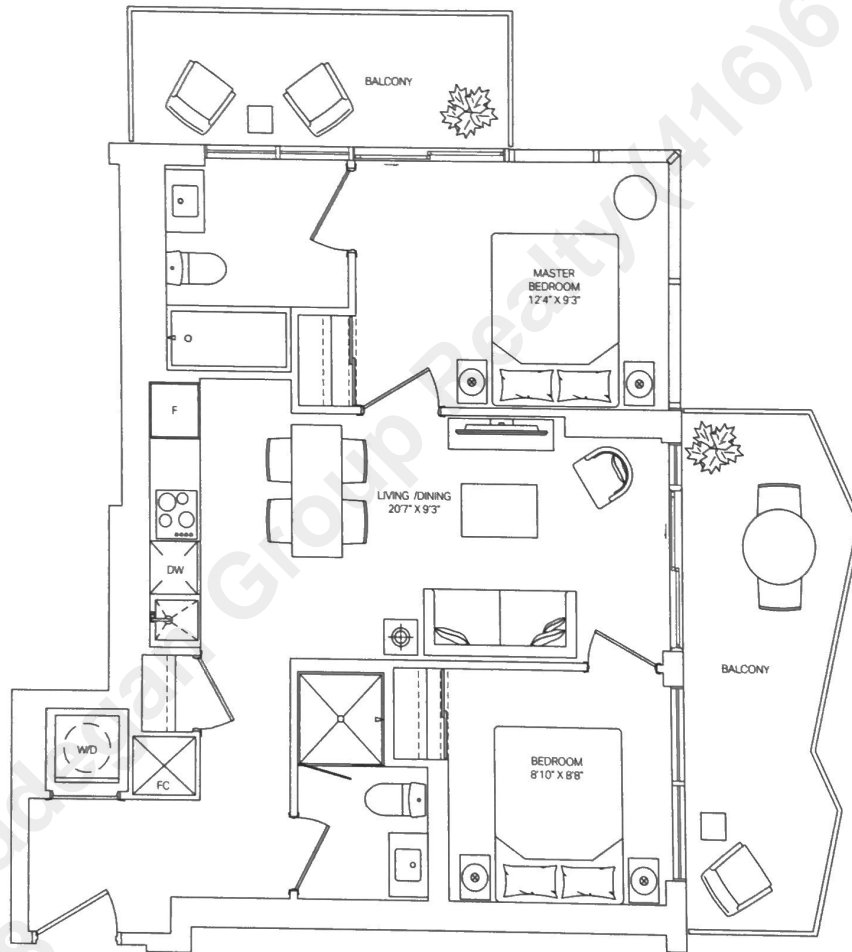 BALCONY
MASTER
BEDROOM
12'4" X 9'3"
F
LIVING /DINING
20'7" X 9'3"
DW
BALCONY
W/D
FC
BEDROOM
8'10" X 8'8"
Group Realty (416)6